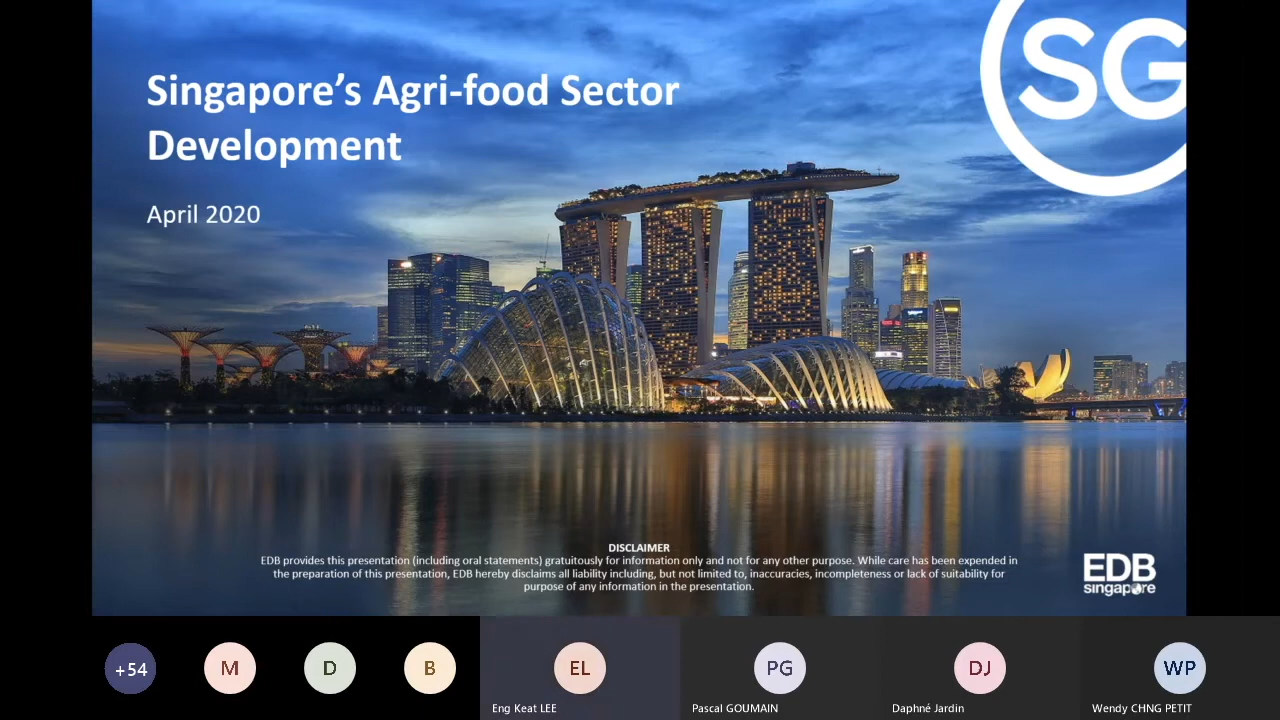 SG
Singapore's Agri-food Sector
Development
April 2020
DISCLAIMER
EDB provides this presentation (including oral statements) gratuitously for information only and not for any other purpose. While care has been expended in
the preparation of this presentation, EDB hereby disclaims all liability including, but not limited to, inaccuracies, incompleteness or lack of suitability for
purpose of any information in the presentation.
EDB
singapore
+54
M
D
B
EL
PG
DJ
WP
Eng Keat LEE
Pascal GOUMAIN
Daphné Jardin
Wendy CHNG PETIT